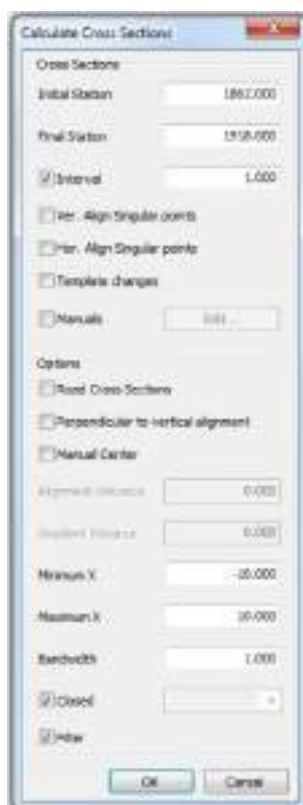 Calculate Cross Sections
Cross Sections
Initial Station 1862.000
Final Station 1918.000
Interval 1.000
Ver. Align Singular points
Hor. Align Singular points
Template changes
Manuals Edit...
Options
Road Cross Sections
Perpendicular to vertical alignment
Manual Center
Alignment Distance 0.000
Distance 0.000
Minimum X -10.000
Maximum X 10.000
Bandwidth 1.000
Closed
Filter
OK Cancel